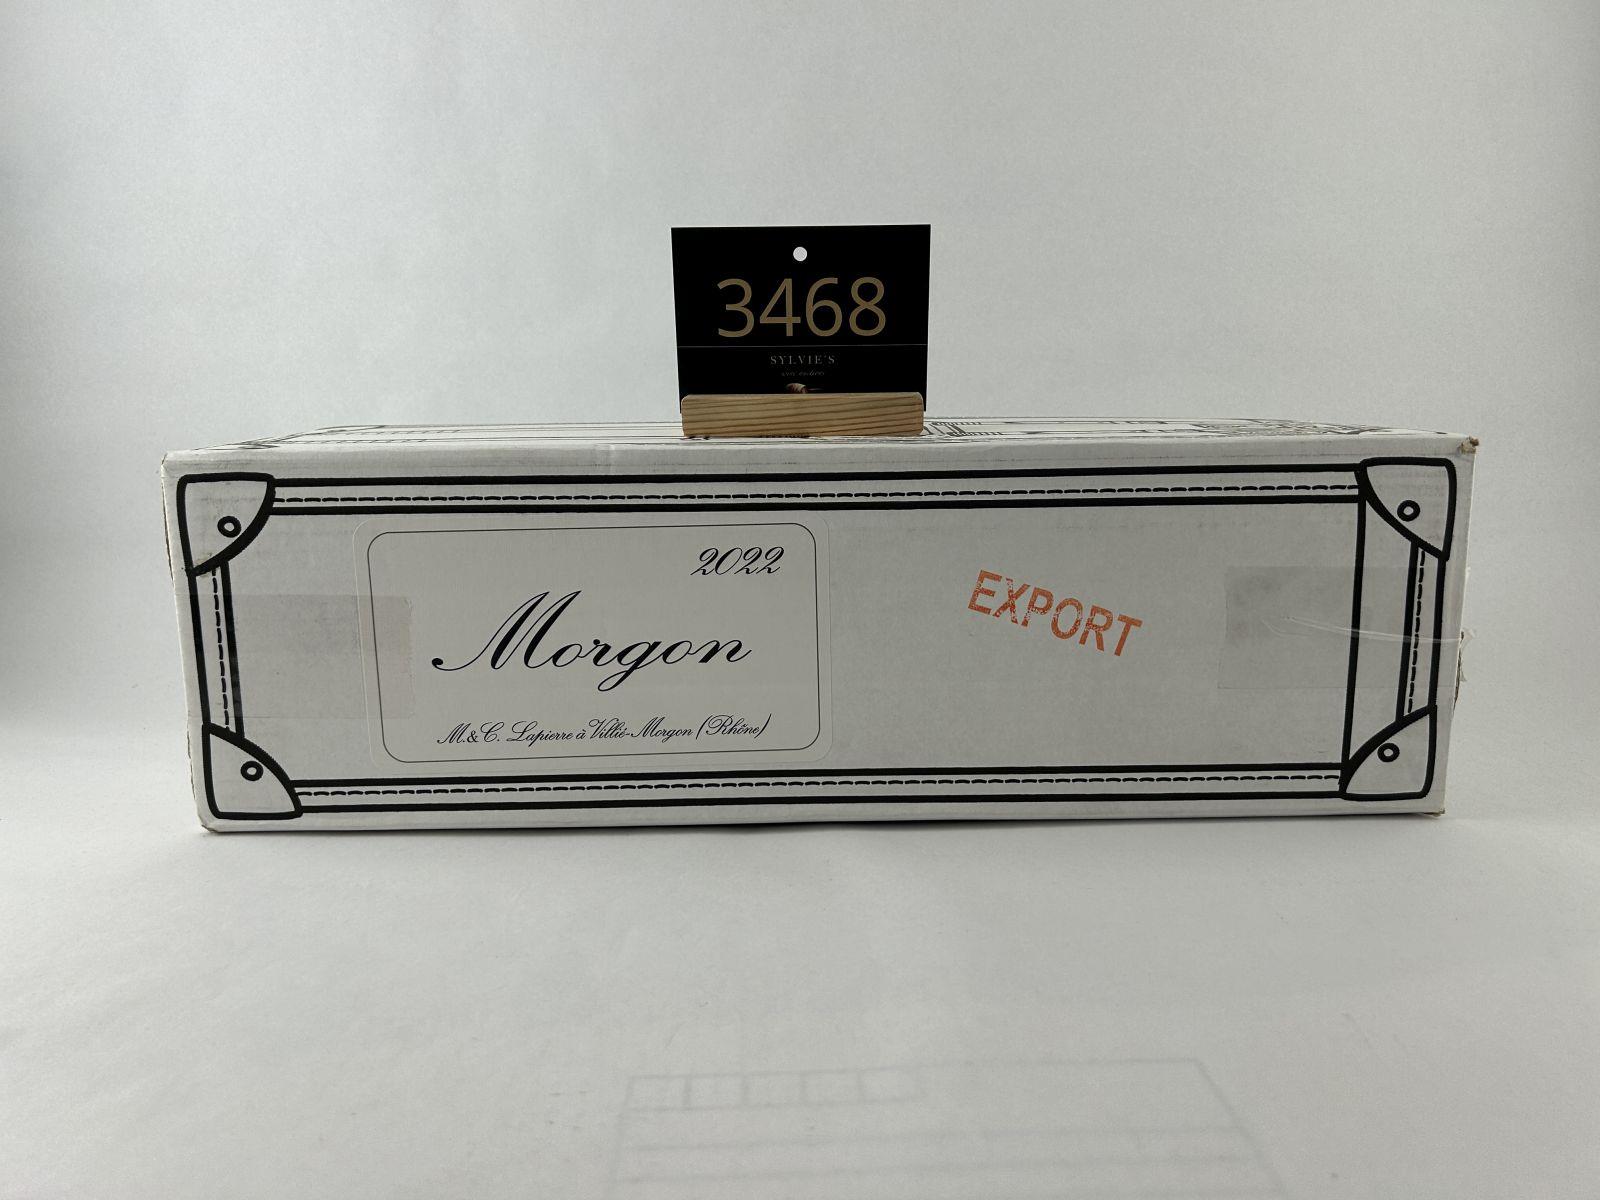 3468
SYLVIE'S
2022
Morgon
M. & C. Lapierre à Villié-Morgon (Rhône)
EXPORT